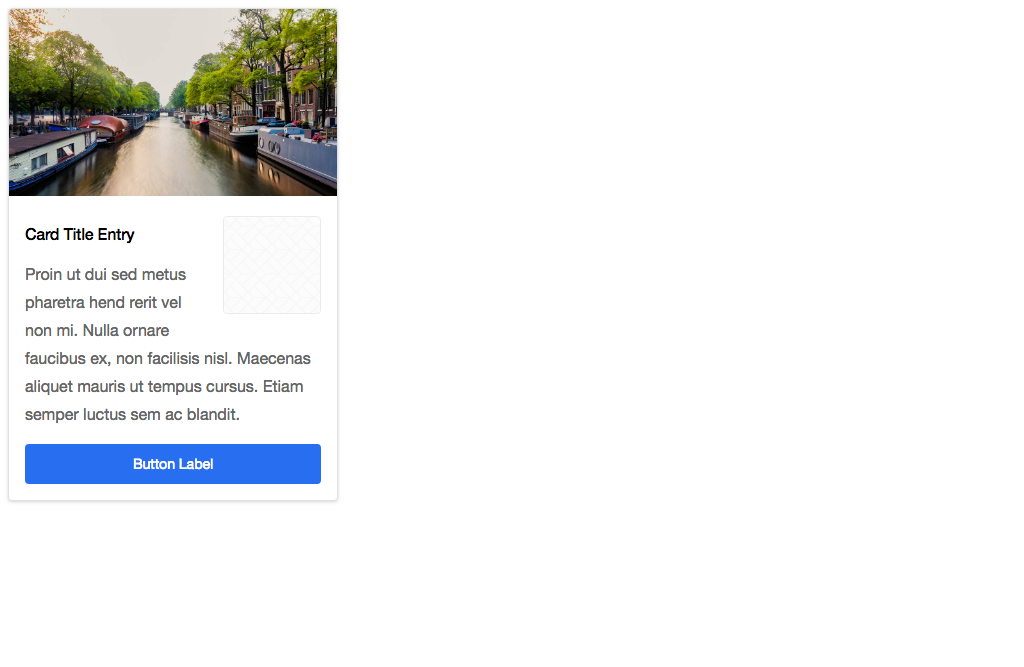 Card Title Entry
Proin ut dui sed metus
pharetra hend rerit vel
non mi. Nulla ornare
faucibus ex, non facilisis nisl. Maecenas
aliquet mauris ut tempus cursus. Etiam
semper luctus sem ac blandit.
Button Label